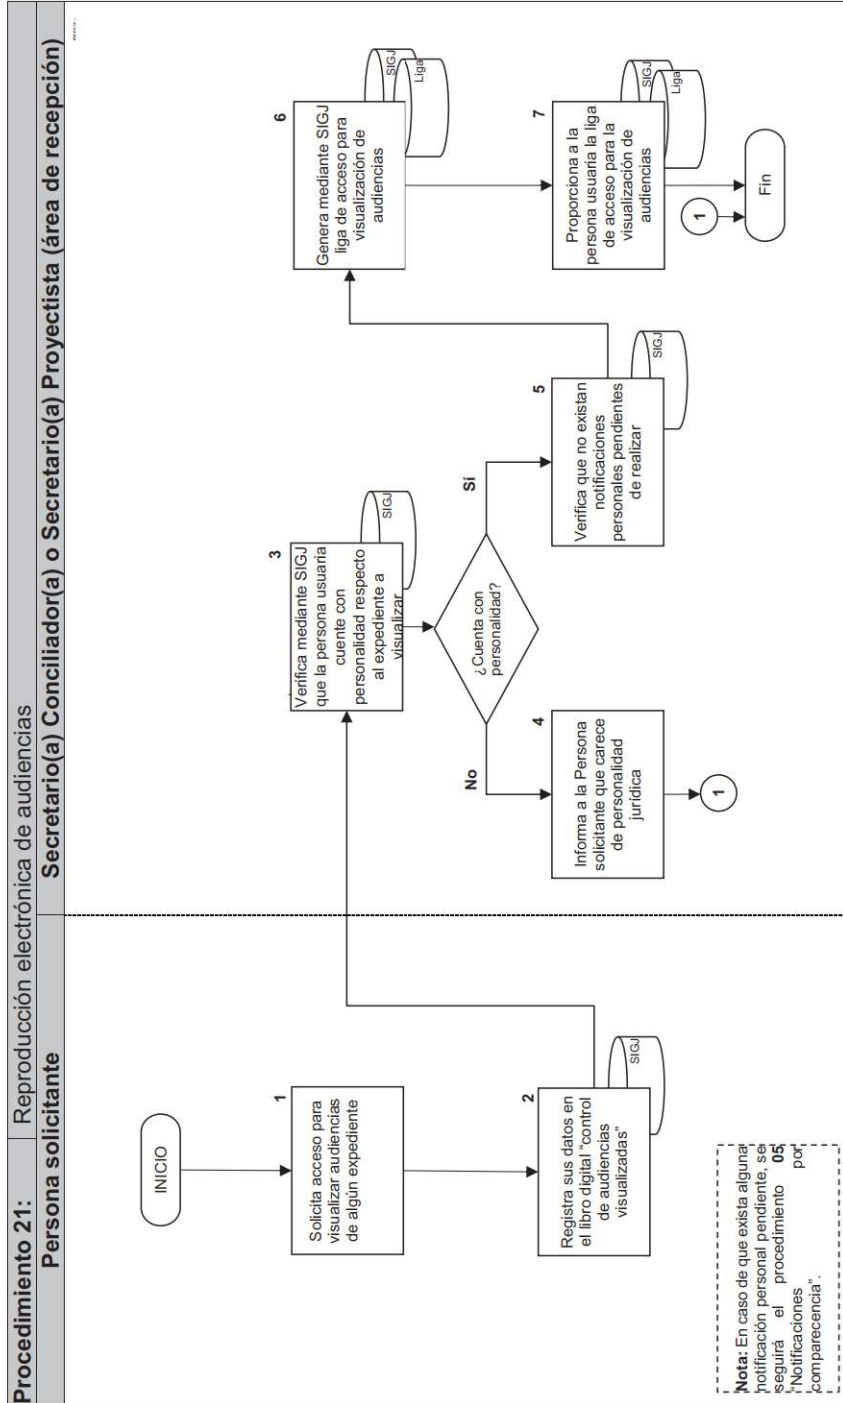 Procedimiento 21: Reproducción electrónica de audiencias
Persona solicitante
Secretario(a) Conciliador(a) o Secretario(a) Proyectista (área de recepción)
INICIO
1
Solicita acceso para
visualizar audiencias
de algún expediente
2
Registra sus datos en
el libro digital “control
de audiencias
visualizadas”
SIGJ
Nota: En caso de que exista alguna
notificación personal pendiente, se
seguirá el procedimiento 05
“Notificaciones por
comparecencia”.
3
Verifica mediante SIGJ
que la persona usuaria
cuente con
personalidad respecto
al expediente a
visualizar
SIGJ
¿Cuenta con
personalidad?
No
Sí
4
Informa a la Persona
solicitante que carece
de personalidad
jurídica
1
5
Verifica que no existan
notificaciones
personales pendientes
de realizar
SIGJ
6
Genera mediante SIGJ
liga de acceso para
visualización de
audiencias
SIGJ
Liga
7
Proporciona a la
persona usuaria la liga
de acceso para la
visualización de
audiencias
SIGJ
Liga
1
Fin